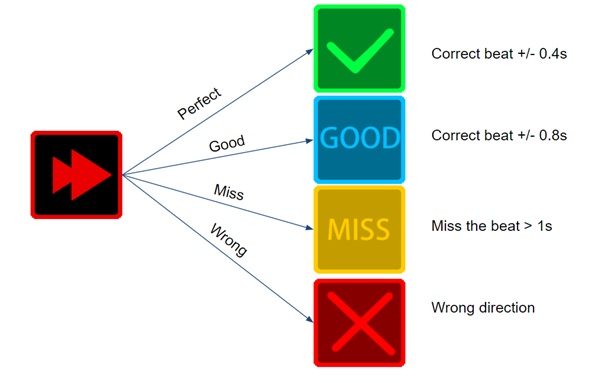 Perfect
Correct beat +/- 0.4s
Good
GOOD
Correct beat +/- 0.8s
Miss
MISS
Miss the beat > 1s
Wrong
Wrong direction